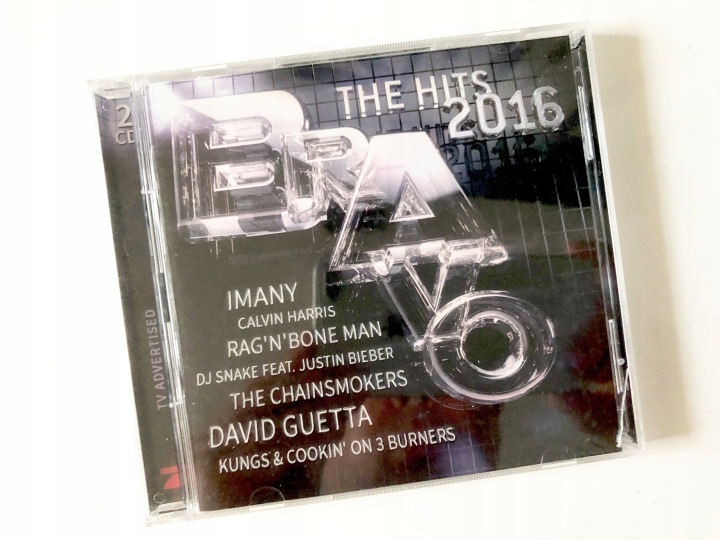 2
CD
TV ADVERTISED
THE HITS
2016
BRAVO
IMANY
CALVIN HARRIS
RAG'N'BONE MAN
DJ SNAKE FEAT. JUSTIN BIEBER
THE CHAINSMOKERS
DAVID GUETTA
KUNGS & COOKIN' ON 3 BURNERS